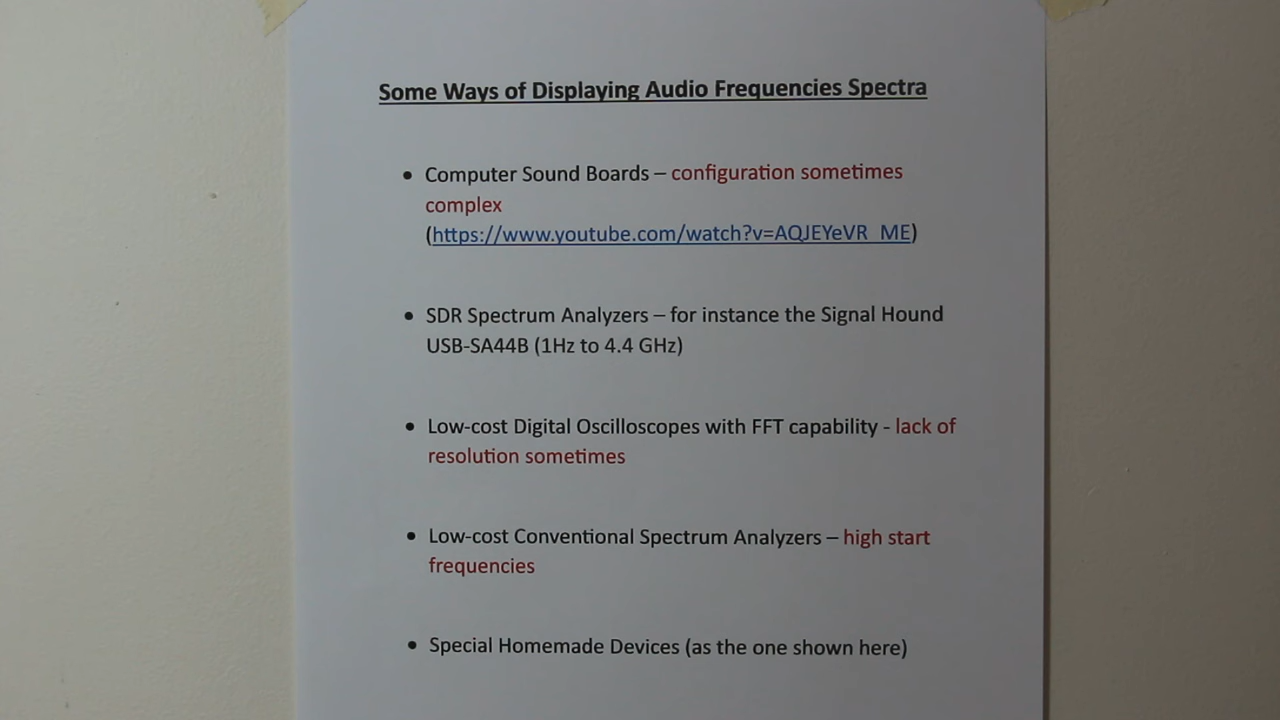 Some Ways of Displaying Audio Frequencies Spectra
• Computer Sound Boards – configuration sometimes
complex
(https://www.youtube.com/watch?v=AQJEYeVR_ME)
• SDR Spectrum Analyzers – for instance the Signal Hound
USB-SA44B (1Hz to 4.4 GHz)
• Low-cost Digital Oscilloscopes with FFT capability - lack of
resolution sometimes
• Low-cost Conventional Spectrum Analyzers – high start
frequencies
• Special Homemade Devices (as the one shown here)